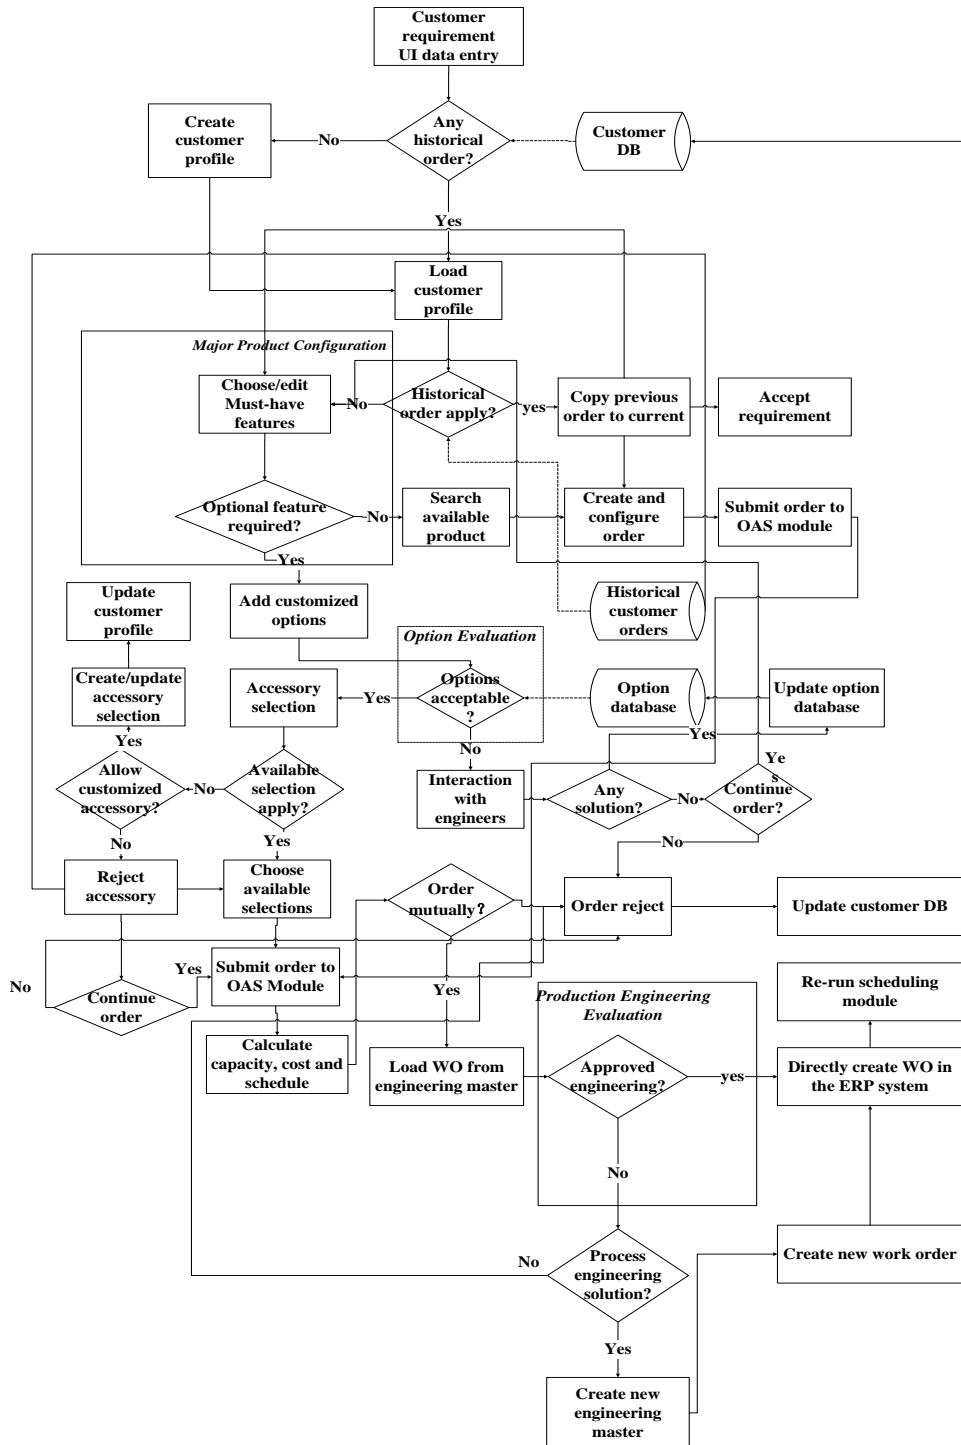 Customer
requirement
UI data entry
Create
customer
profile
No
Any
historical
order?
Customer
DB
Yes
Load
customer
profile
Major Product Configuration
Choose/edit
Must-have
features
No
Historical
order apply?
yes
Copy previous
order to current
Accept
requirement
Optional feature
required?
No
Search
available
product
Create and
configure
order
Submit order to
OAS module
Yes
Update
customer
profile
Add customized
options
Historical
customer
orders
Option Evaluation
Create/update
accessory
selection
Accessory
selection
Yes
Options
acceptable
?
Option
database
Update option
database
Yes
Yes
No
Yes
Allow
customized
accessory?
No
Available
selection
apply?
Interaction
with
engineers
Any
solution?
No
Continue
order?
No
Yes
No
Reject
accessory
Choose
available
selections
Order
mutually?
Order reject
Update customer DB
No
Yes
Continue
order
Submit order to
OAS Module
Yes
Production Engineering
Evaluation
Re-run scheduling
module
Calculate
capacity, cost and
schedule
Load WO from
engineering master
Approved
engineering?
yes
Directly create WO in
the ERP system
No
No
Process
engineering
solution?
Create new work order
Yes
Create new
engineering
master